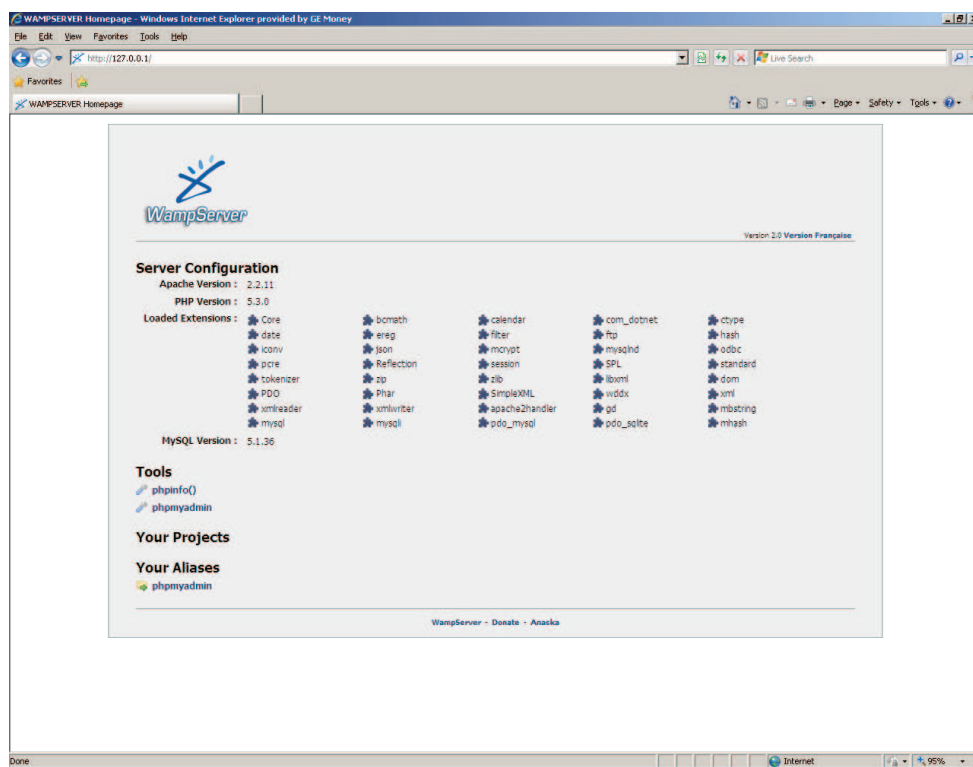 WAMPSERVER Homepage - Windows Internet Explorer provided by GE Money
File Edit View Favorites Tools Help
http://127.0.0.1/ Live Search
Favorites
WAMPSERVER Homepage Page Safety Tools
WampServer
Version 2.0 Version Française
Server Configuration
Apache Version : 2.2.11
PHP Version : 5.3.0
Loaded Extensions : Core bcmath calendar com_dotnet ctype
date ereg filter ftp hash
iconv json mcrypt mysqlnd odbc
pcre Reflection session SPL standard
tokenizer zip zlib libxml dom
PDO Phar SimpleXML wddx xml
xmlreader xmlwriter apache2handler gd mbstring
mysql mysqli pdo_mysql pdo_sqlite mhash
MySQL Version : 5.1.36
Tools
phpinfo()
phpmyadmin
Your Projects
Your Aliases
phpmyadmin
WampServer - Donate - Anaska
Done Internet 95%